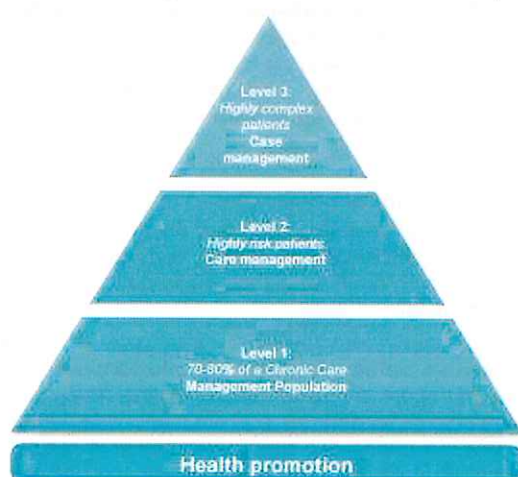 Level 3:
Highly complex
patients
Case
management
Level 2:
Highly risk patients
Care management
Level 1:
70-80% of a Chronic Care
Management Population
Health promotion